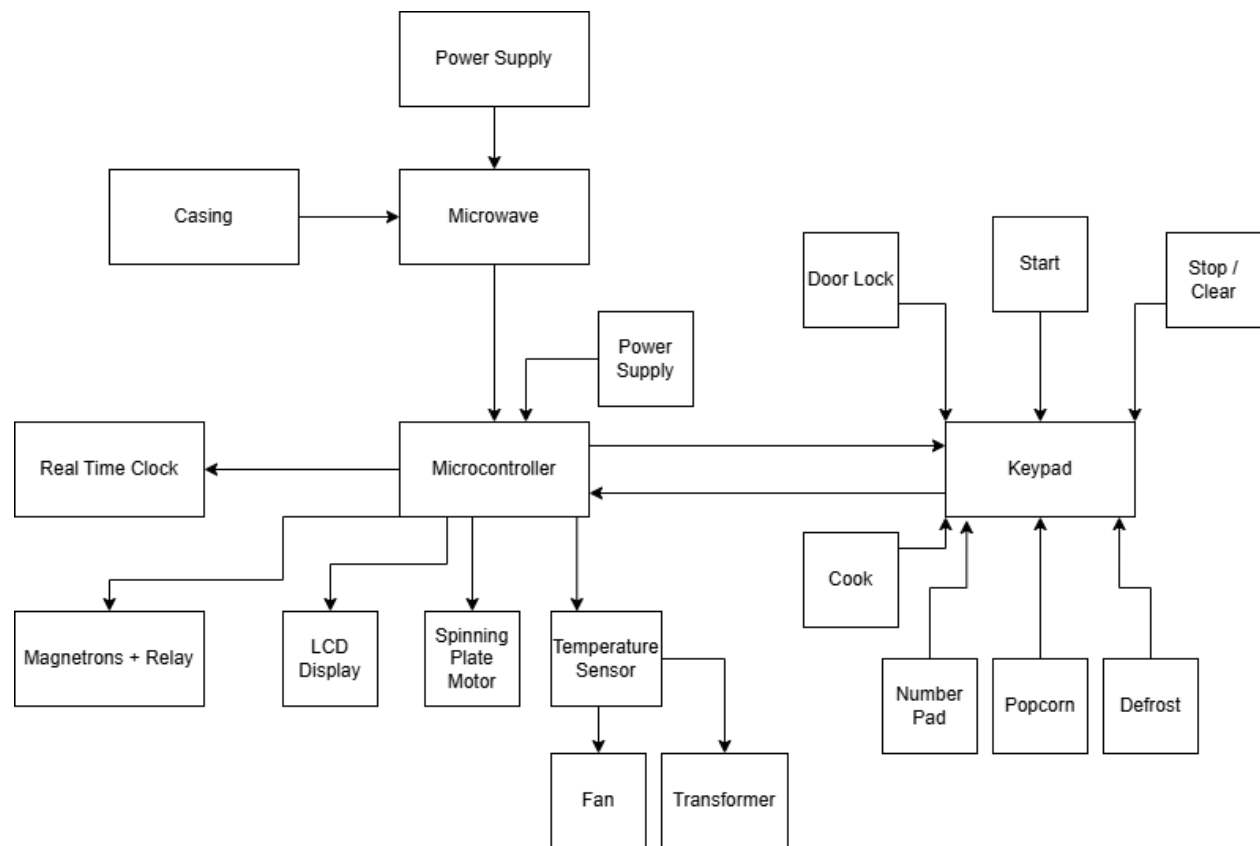 Power Supply
Casing
Microwave
Door Lock
Start
Stop /
Clear
Power
Supply
Real Time Clock
Microcontroller
Keypad
Cook
Magnetrons + Relay
LCD
Display
Spinning
Plate
Motor
Temperature
Sensor
Number
Pad
Popcorn
Defrost
Fan
Transformer